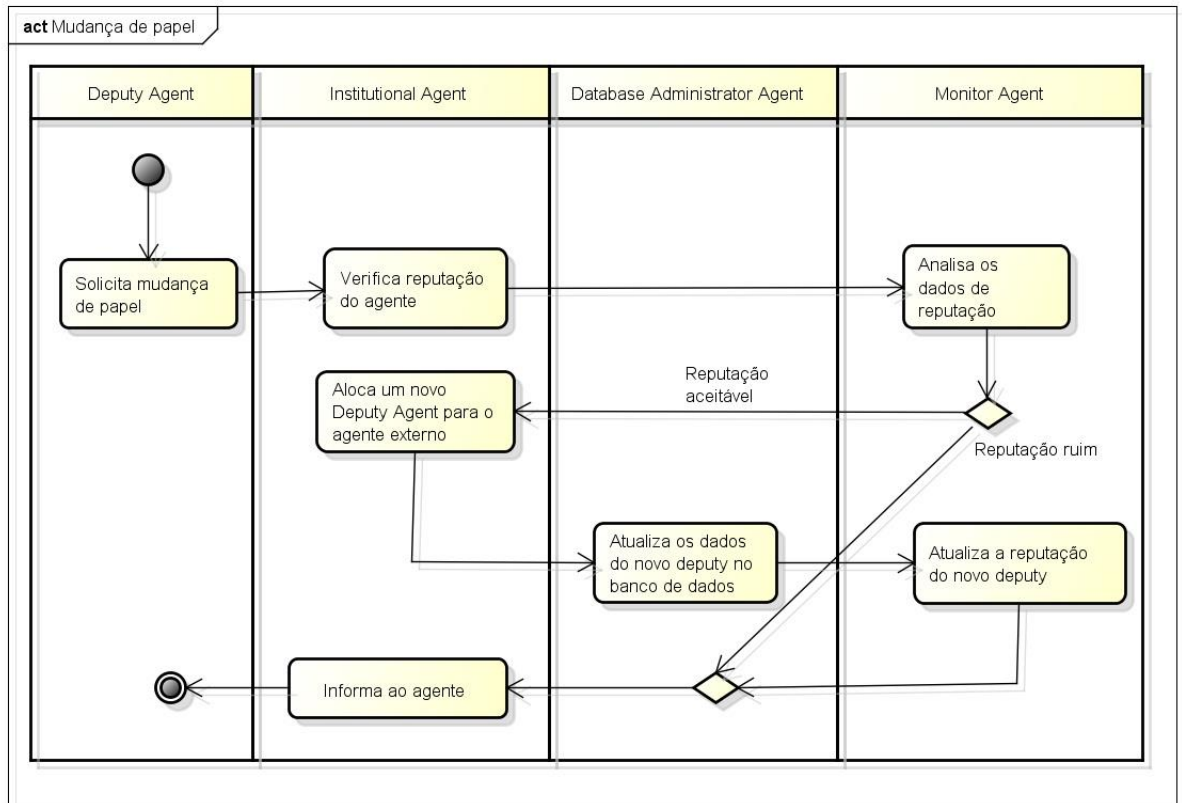 act Mudança de papel
Deputy Agent
Institutional Agent
Database Administrator Agent
Monitor Agent
Solicita mudança
de papel
Verifica reputação
do agente
Analisa os
dados de
reputação
Aloca um novo
Deputy Agent para o
agente externo
Reputação
aceitável
Reputação ruim
Atualiza os dados
do novo deputy no
banco de dados
Atualiza a reputação
do novo deputy
Informa ao agente